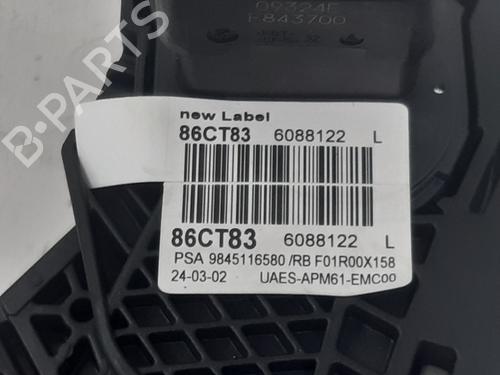 09324F
F843700
new Label
86CT83 6088122 L
86CT83 6088122 L
PSA 9845116580 /RB F01R00X158
24-03-02 UAES-APM61-EMC00
B-PARTS